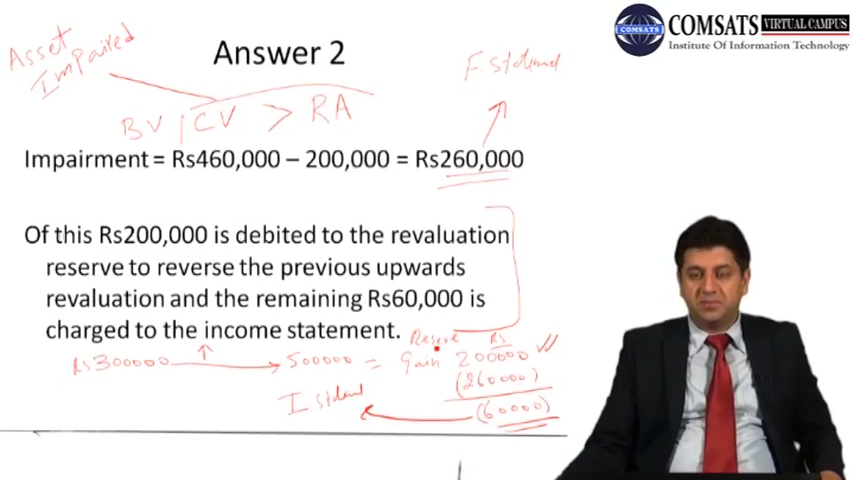 COMSATS VIRTUAL CAMPUS
COMSATS
Institute Of Information Technology
Asset
Impaired
Answer 2
F. Statement
BV | CV > RA
Impairment = Rs460,000 – 200,000 = Rs260,000
Of this Rs200,000 is debited to the revaluation
reserve to reverse the previous upwards
revaluation and the remaining Rs60,000 is
charged to the income statement.
Reserve Rs
Rs300000 500000 = Gain 200000
(260000)
I stdent (60000)